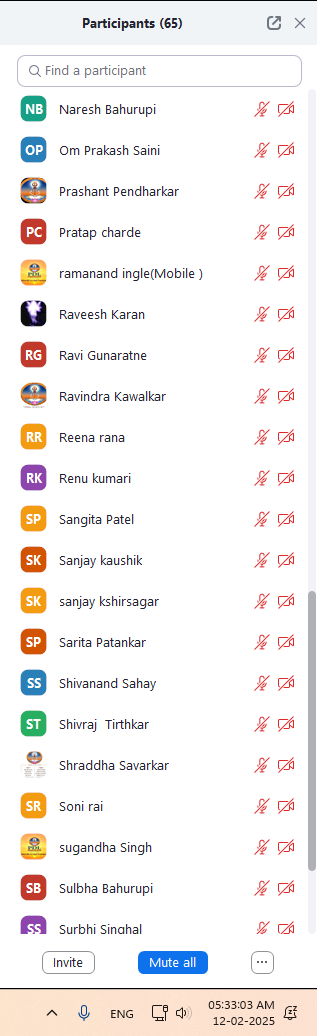 Participants (65)
Find a participant
NB Naresh Bahurupi
OP Om Prakash Saini
Prashant Pendharkar
PC Pratap charde
ramanand ingle(Mobile )
Raveesh Karan
RG Ravi Gunaratne
Ravindra Kawalkar
RR Reena rana
RK Renu kumari
SP Sangita Patel
SK Sanjay kaushik
SK sanjay kshirsagar
SP Sarita Patankar
SS Shivanand Sahay
ST Shivraj  Tirthkar
Shraddha Savarkar
SR Soni rai
sugandha Singh
SB Sulbha Bahurupi
SS Surbhi Singhal
Invite Mute all ...
ENG 05:33:03 AM
12-02-2025